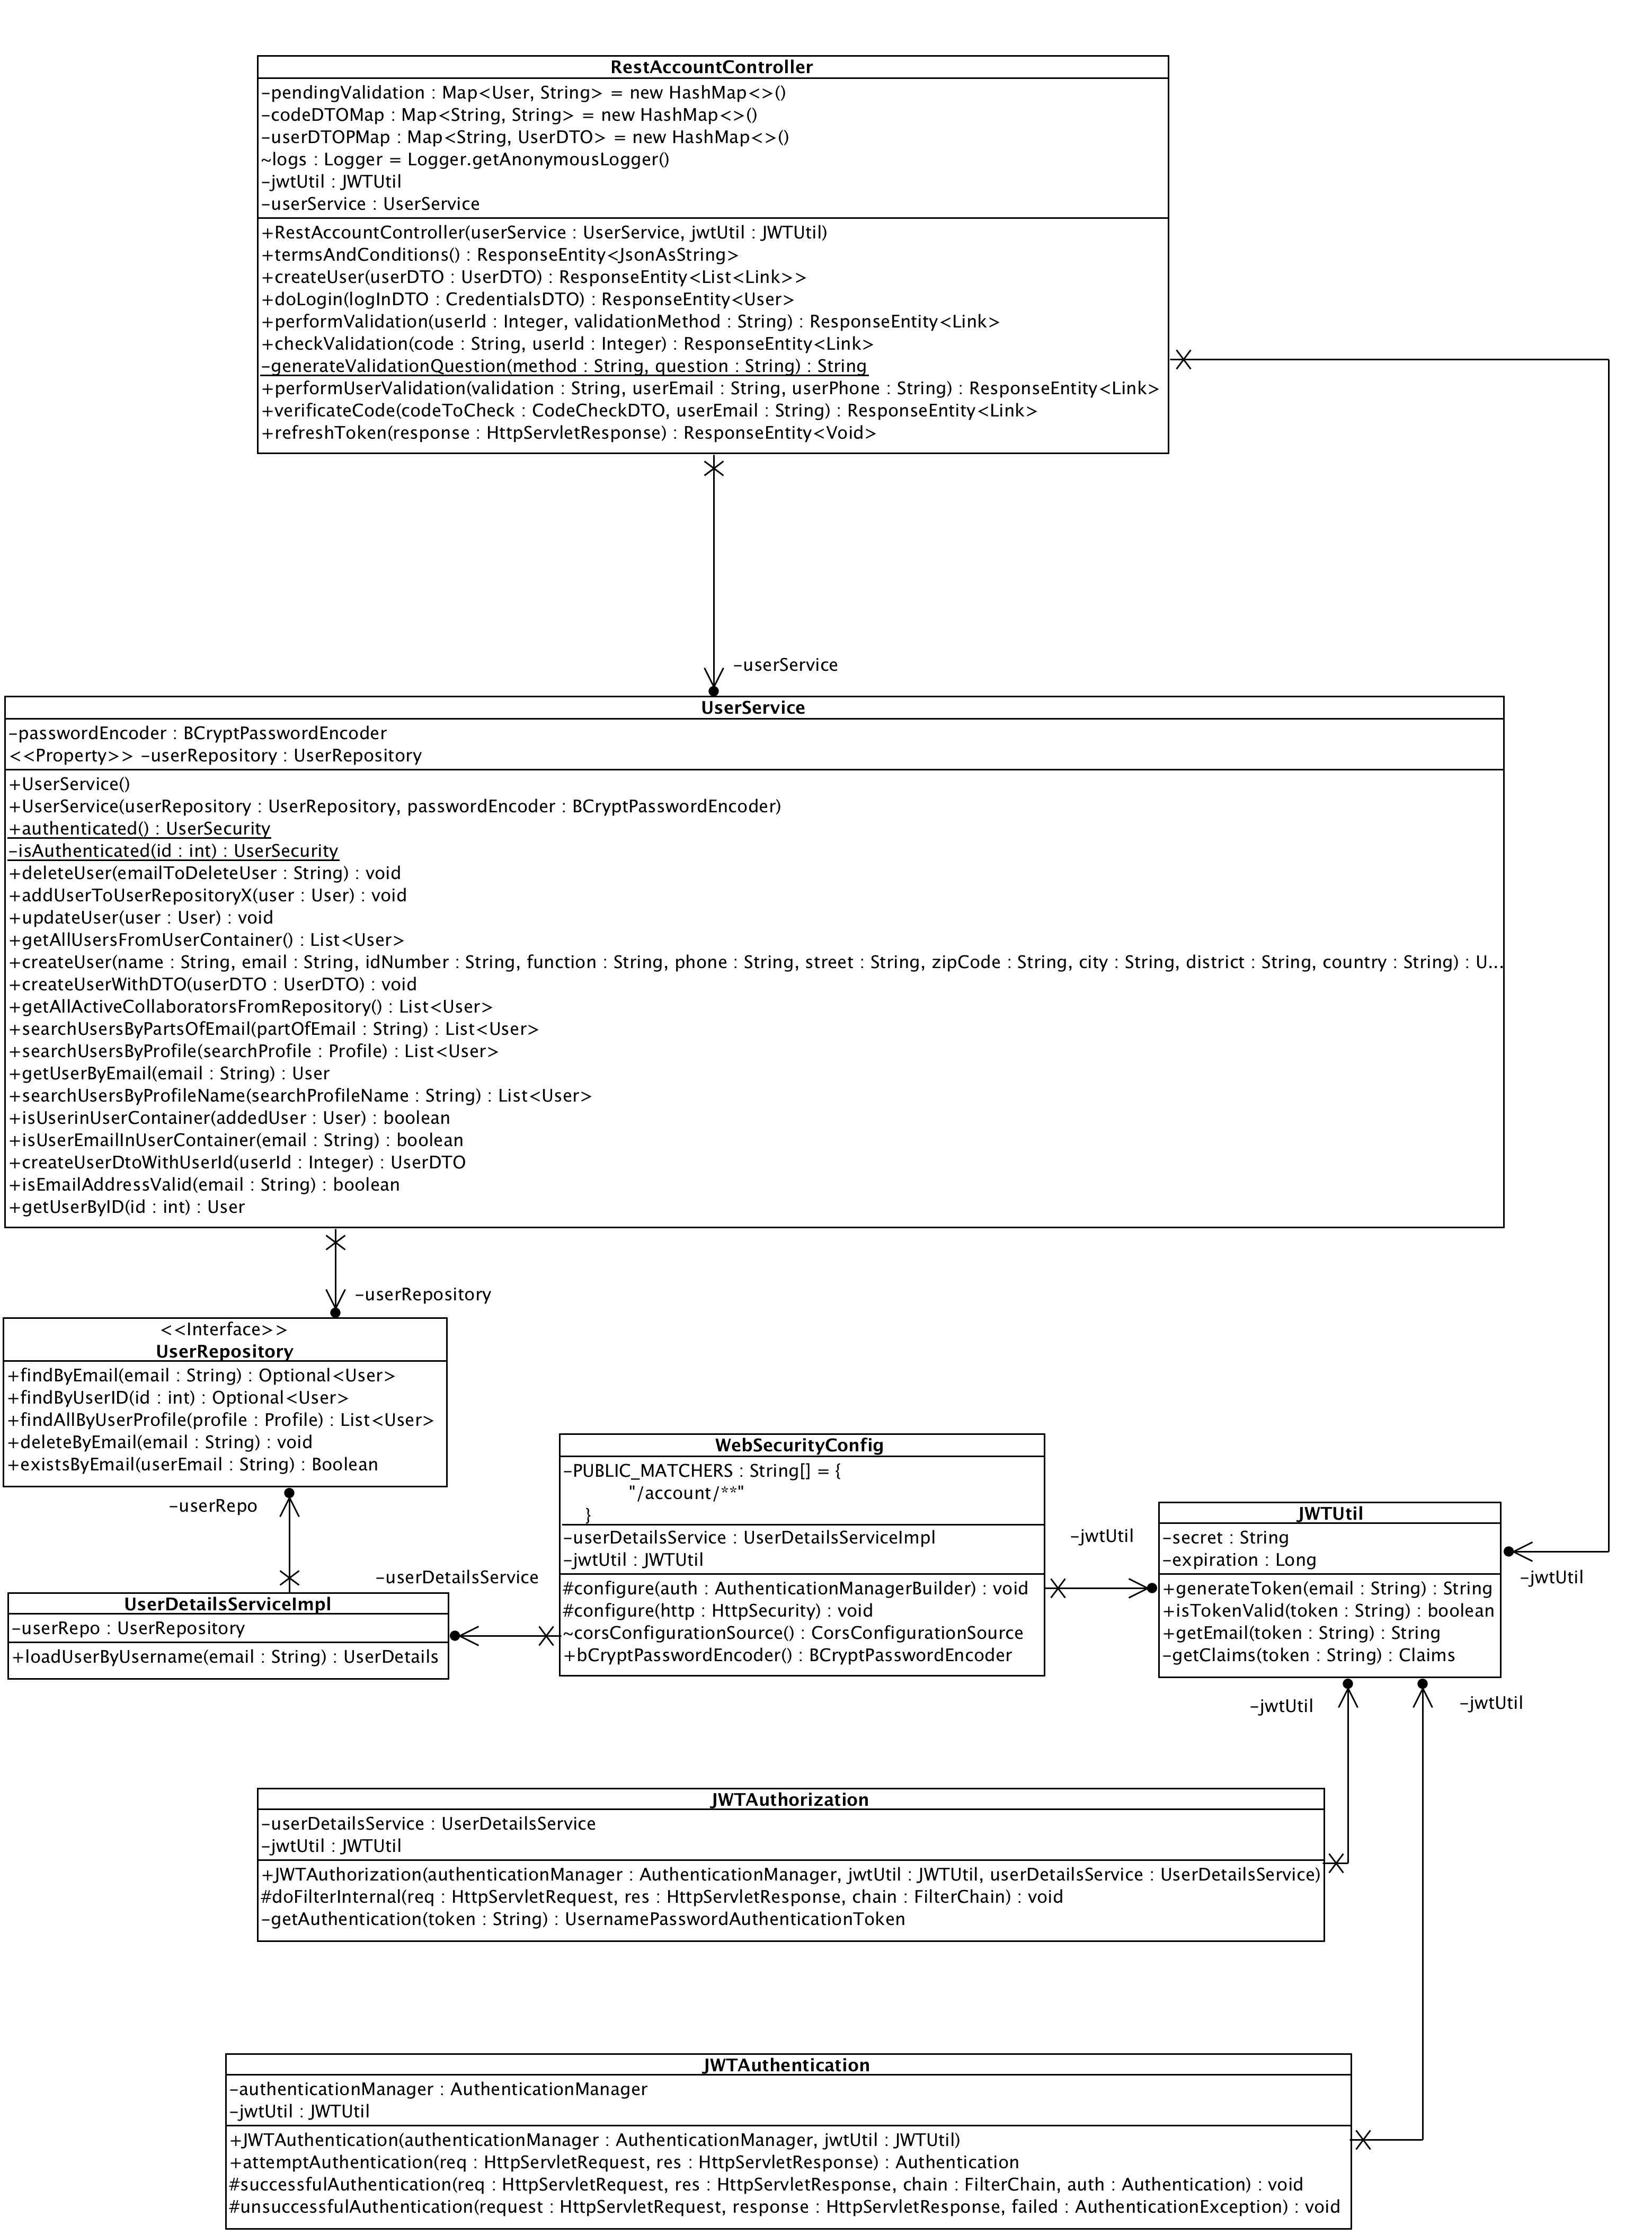 RestAccountController
-pendingValidation : Map<User, String> = new HashMap<>()
-codeDTOMap : Map<String, String> = new HashMap<>()
-userDTOPMap : Map<String, UserDTO> = new HashMap<>()
~logs : Logger = Logger.getAnonymousLogger()
-jwtUtil : JWTUtil
-userService : UserService
+RestAccountController(userService : UserService, jwtUtil : JWTUtil)
+termsAndConditions() : ResponseEntity<JsonAsString>
+createUser(userDTO : UserDTO) : ResponseEntity<List<Link>>
+doLogin(logInDTO : CredentialsDTO) : ResponseEntity<User>
+performValidation(userId : Integer, validationMethod : String) : ResponseEntity<Link>
+checkValidation(code : String, userId : Integer) : ResponseEntity<Link>
-generateValidationQuestion(method : String, question : String) : String
+performUserValidation(validation : String, userEmail : String, userPhone : String) : ResponseEntity<Link>
+verificateCode(codeToCheck : CodeCheckDTO, userEmail : String) : ResponseEntity<Link>
+refreshToken(response : HttpServletResponse) : ResponseEntity<Void>
-userService
UserService
-passwordEncoder : BCryptPasswordEncoder
<<Property>> -userRepository : UserRepository
+UserService()
+UserService(userRepository : UserRepository, passwordEncoder : BCryptPasswordEncoder)
+authenticated() : UserSecurity
-isAuthenticated(id : int) : UserSecurity
+deleteUser(emailToDeleteUser : String) : void
+addUserToUserRepositoryX(user : User) : void
+updateUser(user : User) : void
+getAllUsersFromUserContainer() : List<User>
+createUser(name : String, email : String, idNumber : String, function : String, phone : String, street : String, zipCode : String, city : String, district : String, country : String) : U...
+createUserWithDTO(userDTO : UserDTO) : void
+getAllActiveCollaboratorsFromRepository() : List<User>
+searchUsersByPartsOfEmail(partOfEmail : String) : List<User>
+searchUsersByProfile(searchProfile : Profile) : List<User>
+getUserByEmail(email : String) : User
+searchUsersByProfileName(searchProfileName : String) : List<User>
+isUserinUserContainer(addedUser : User) : boolean
+isUserEmailInUserContainer(email : String) : boolean
+createUserDtoWithUserId(userId : Integer) : UserDTO
+isEmailAddressValid(email : String) : boolean
+getUserByID(id : int) : User
-userRepository
<<Interface>>
UserRepository
+findByEmail(email : String) : Optional<User>
+findByUserID(id : int) : Optional<User>
+findAllByUserProfile(profile : Profile) : List<User>
+deleteByEmail(email : String) : void
+existsByEmail(userEmail : String) : Boolean
-userRepo
-userDetailsService
UserDetailsServiceImpl
-userRepo : UserRepository
+loadUserByUsername(email : String) : UserDetails
WebSecurityConfig
-PUBLIC_MATCHERS : String[] = {
"/account/**"
}
-userDetailsService : UserDetailsServiceImpl
-jwtUtil : JWTUtil
#configure(auth : AuthenticationManagerBuilder) : void
#configure(http : HttpSecurity) : void
~corsConfigurationSource() : CorsConfigurationSource
+bCryptPasswordEncoder() : BCryptPasswordEncoder
-jwtUtil
JWTUtil
-secret : String
-expiration : Long
+generateToken(email : String) : String
+isTokenValid(token : String) : boolean
+getEmail(token : String) : String
-getClaims(token : String) : Claims
-jwtUtil
-jwtUtil
-jwtUtil
JWTAuthorization
-userDetailsService : UserDetailsService
-jwtUtil : JWTUtil
+JWTAuthorization(authenticationManager : AuthenticationManager, jwtUtil : JWTUtil, userDetailsService : UserDetailsService)
#doFilterInternal(req : HttpServletRequest, res : HttpServletResponse, chain : FilterChain) : void
-getAuthentication(token : String) : UsernamePasswordAuthenticationToken
JWTAuthentication
-authenticationManager : AuthenticationManager
-jwtUtil : JWTUtil
+JWTAuthentication(authenticationManager : AuthenticationManager, jwtUtil : JWTUtil)
+attemptAuthentication(req : HttpServletRequest, res : HttpServletResponse) : Authentication
#successfulAuthentication(req : HttpServletRequest, res : HttpServletResponse, chain : FilterChain, auth : Authentication) : void
#unsuccessfulAuthentication(request : HttpServletRequest, response : HttpServletResponse, failed : AuthenticationException) : void